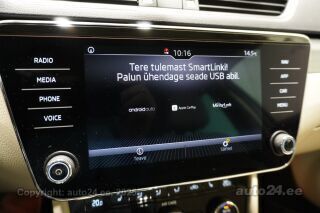 10:16
14.5
RADIO
MEDIA
PHONE
VOICE
Tere tulemast SmartLinki!
Palun ühendage seade USB abil.
androidauto
Apple CarPlay
MirrorLink
Teave
NAV
APP
CAR
MENU
Copyright auto24.ee
auto24.ee